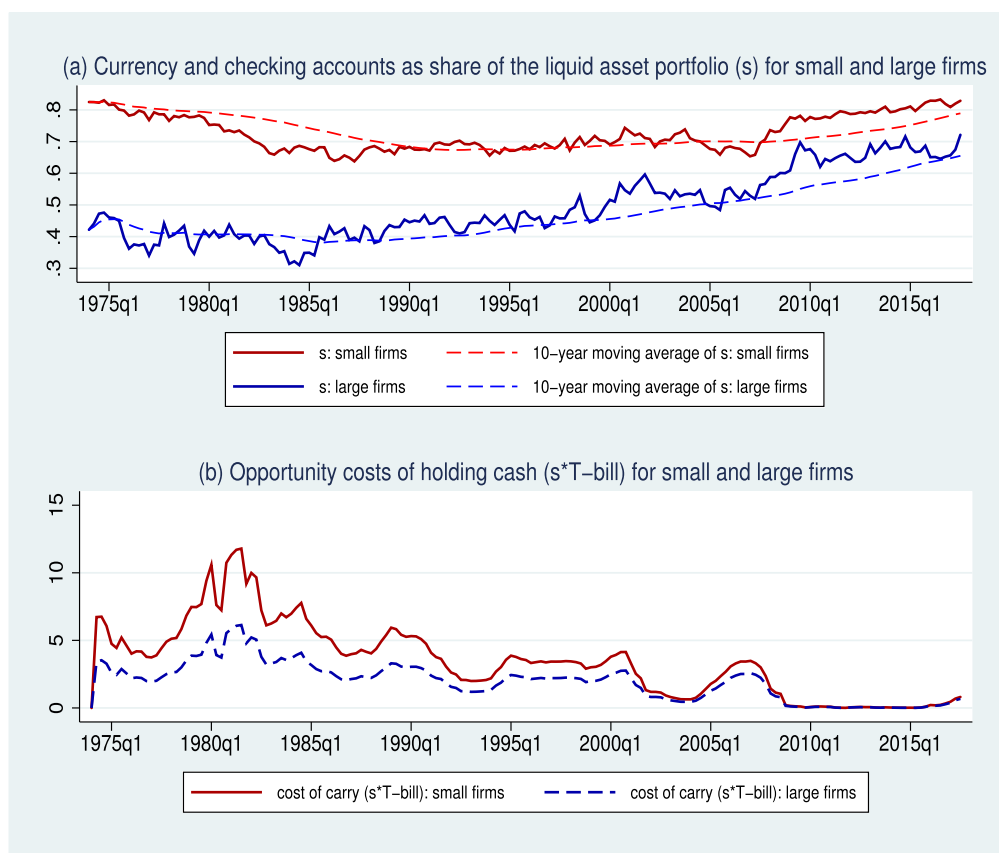 (a) Currency and checking accounts as share of the liquid asset portfolio (s) for small and large firms
.8
.7
.6
.5
.4
.3
1975q1 1980q1 1985q1 1990q1 1995q1 2000q1 2005q1 2010q1 2015q1
s: small firms 10−year moving average of s: small firms
s: large firms 10−year moving average of s: large firms
(b) Opportunity costs of holding cash (s*T−bill) for small and large firms
15
10
5
0
1975q1 1980q1 1985q1 1990q1 1995q1 2000q1 2005q1 2010q1 2015q1
cost of carry (s*T−bill): small firms cost of carry (s*T−bill): large firms